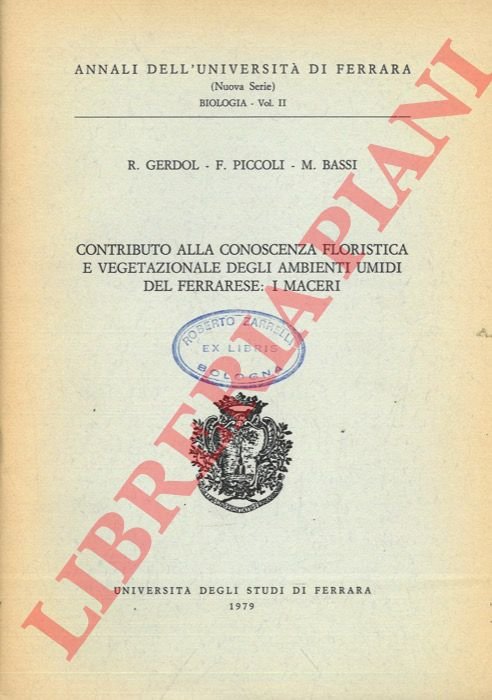 ANNALI DELL'UNIVERSITÀ DI FERRARA
(Nuova Serie)
BIOLOGIA - Vol. II
R. GERDOL - F. PICCOLI - M. BASSI
CONTRIBUTO ALLA CONOSCENZA FLORISTICA
E VEGETAZIONALE DEGLI AMBIENTI UMIDI
DEL FERRARESE: I MACERI
ROBERTO ZARRELLI
EX LIBRIS
BOLOGNA
UNIVERSITÀ DEGLI STUDI DI FERRARA
1979
LIBRERIA PIANI